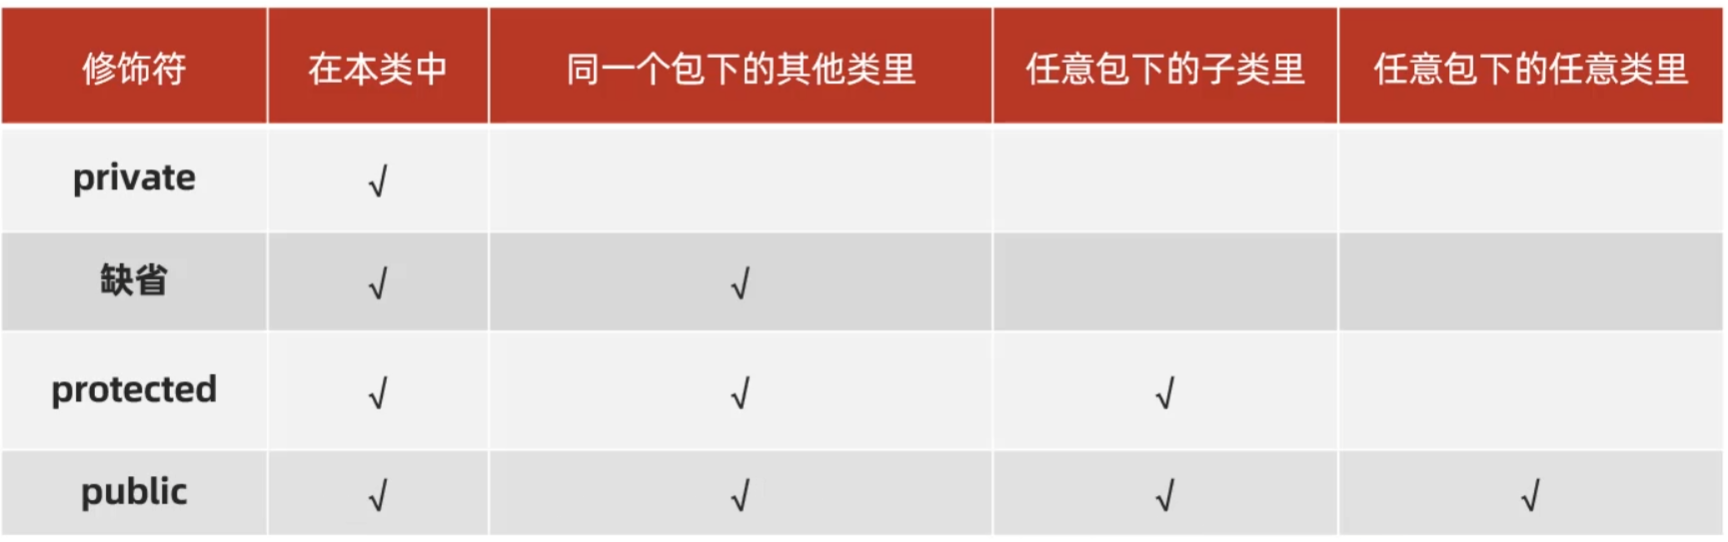 修饰符 在本类中 同一个包下的其他类里 任意包下的子类里 任意包下的任意类里
private √
缺省 √ √
protected √ √ √
public √ √ √ √